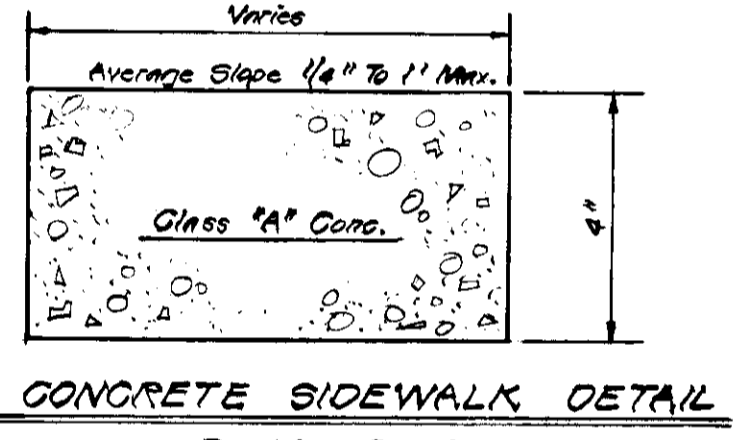 Varies
Average Slope 1/4" To 1' Max.
Class "A" Conc.
4"
CONCRETE SIDEWALK DETAIL